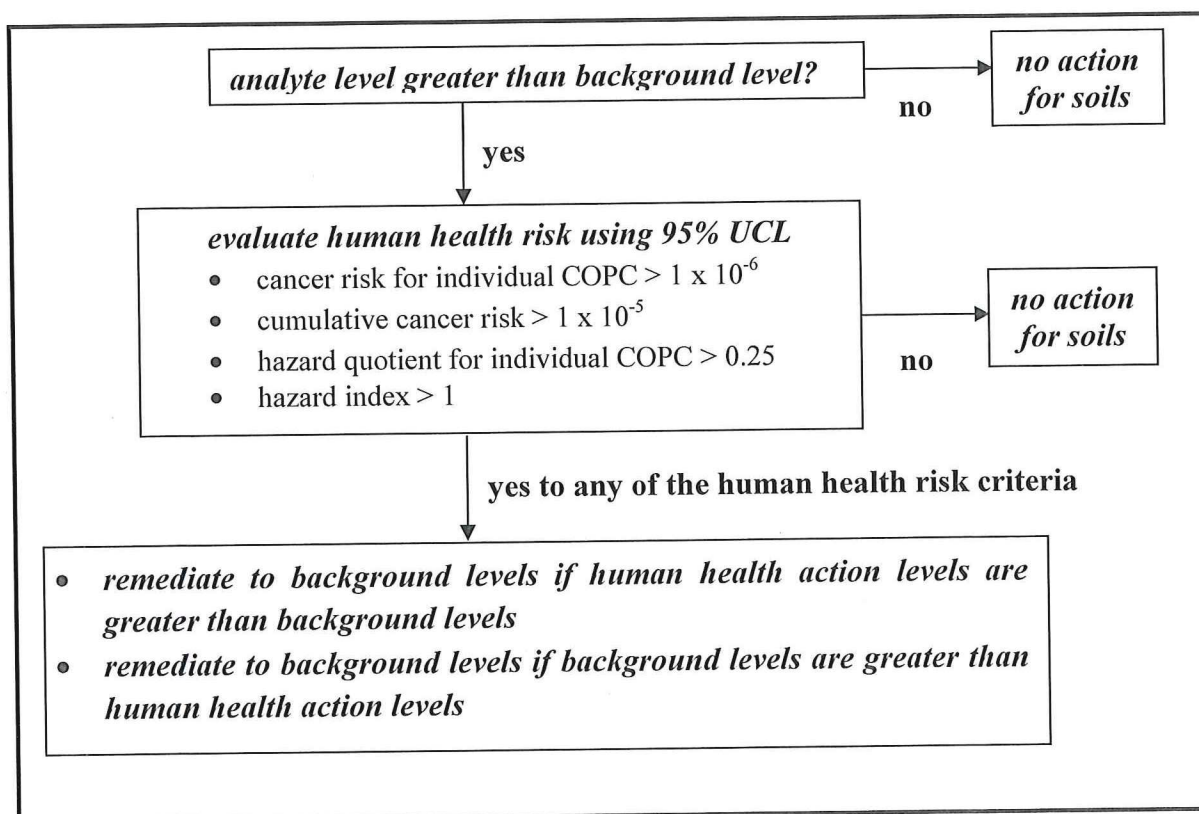 analyte level greater than background level?
no action
for soils
no
yes
evaluate human health risk using 95% UCL
• cancer risk for individual COPC > 1 x 10⁻⁶
• cumulative cancer risk > 1 x 10⁻⁵
• hazard quotient for individual COPC > 0.25
• hazard index > 1
no action
for soils
no
yes to any of the human health risk criteria
• remediate to background levels if human health action levels are
greater than background levels
• remediate to background levels if background levels are greater than
human health action levels